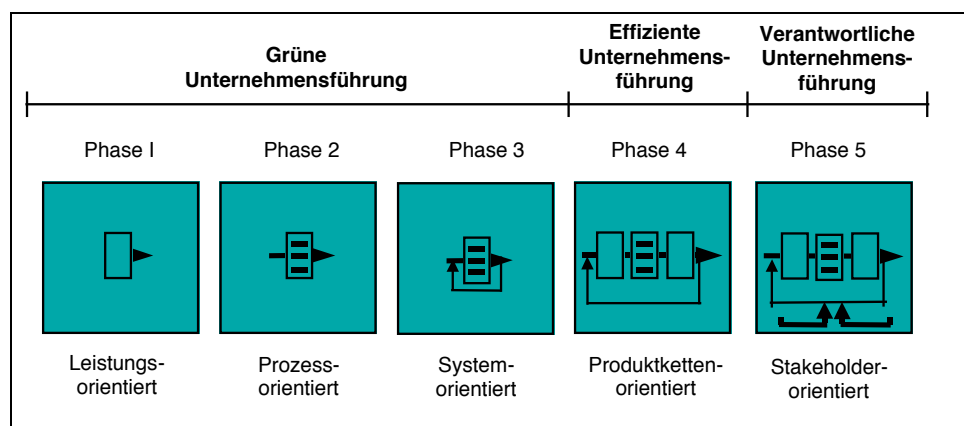 Grüne
Unternehmensführung
Effiziente
Unternehmens-
führung
Verantwortliche
Unternehmens-
führung
Phase I
Phase 2
Phase 3
Phase 4
Phase 5
Leistungs-
orientiert
Prozess-
orientiert
System-
orientiert
Produktketten-
orientiert
Stakeholder-
orientiert